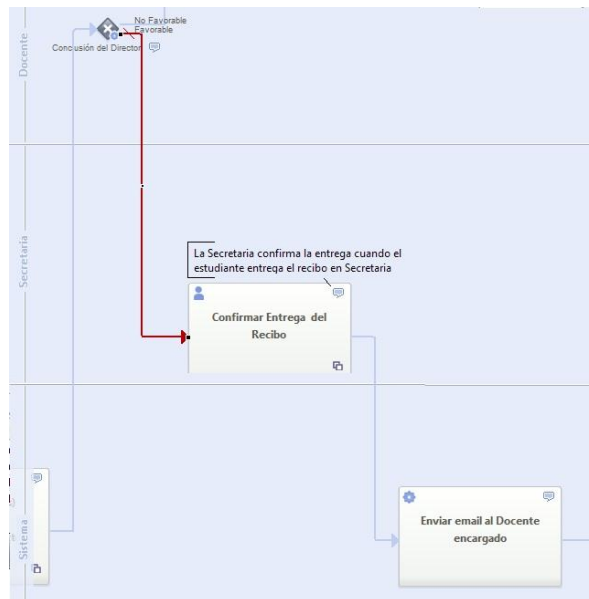 No Favorable
Favorable
Conclusión del Director
Docente
Secretaría
La Secretaria confirma la entrega cuando el
estudiante entrega el recibo en Secretaria
Confirmar Entrega del
Recibo
Sistema
Enviar email al Docente
encargado